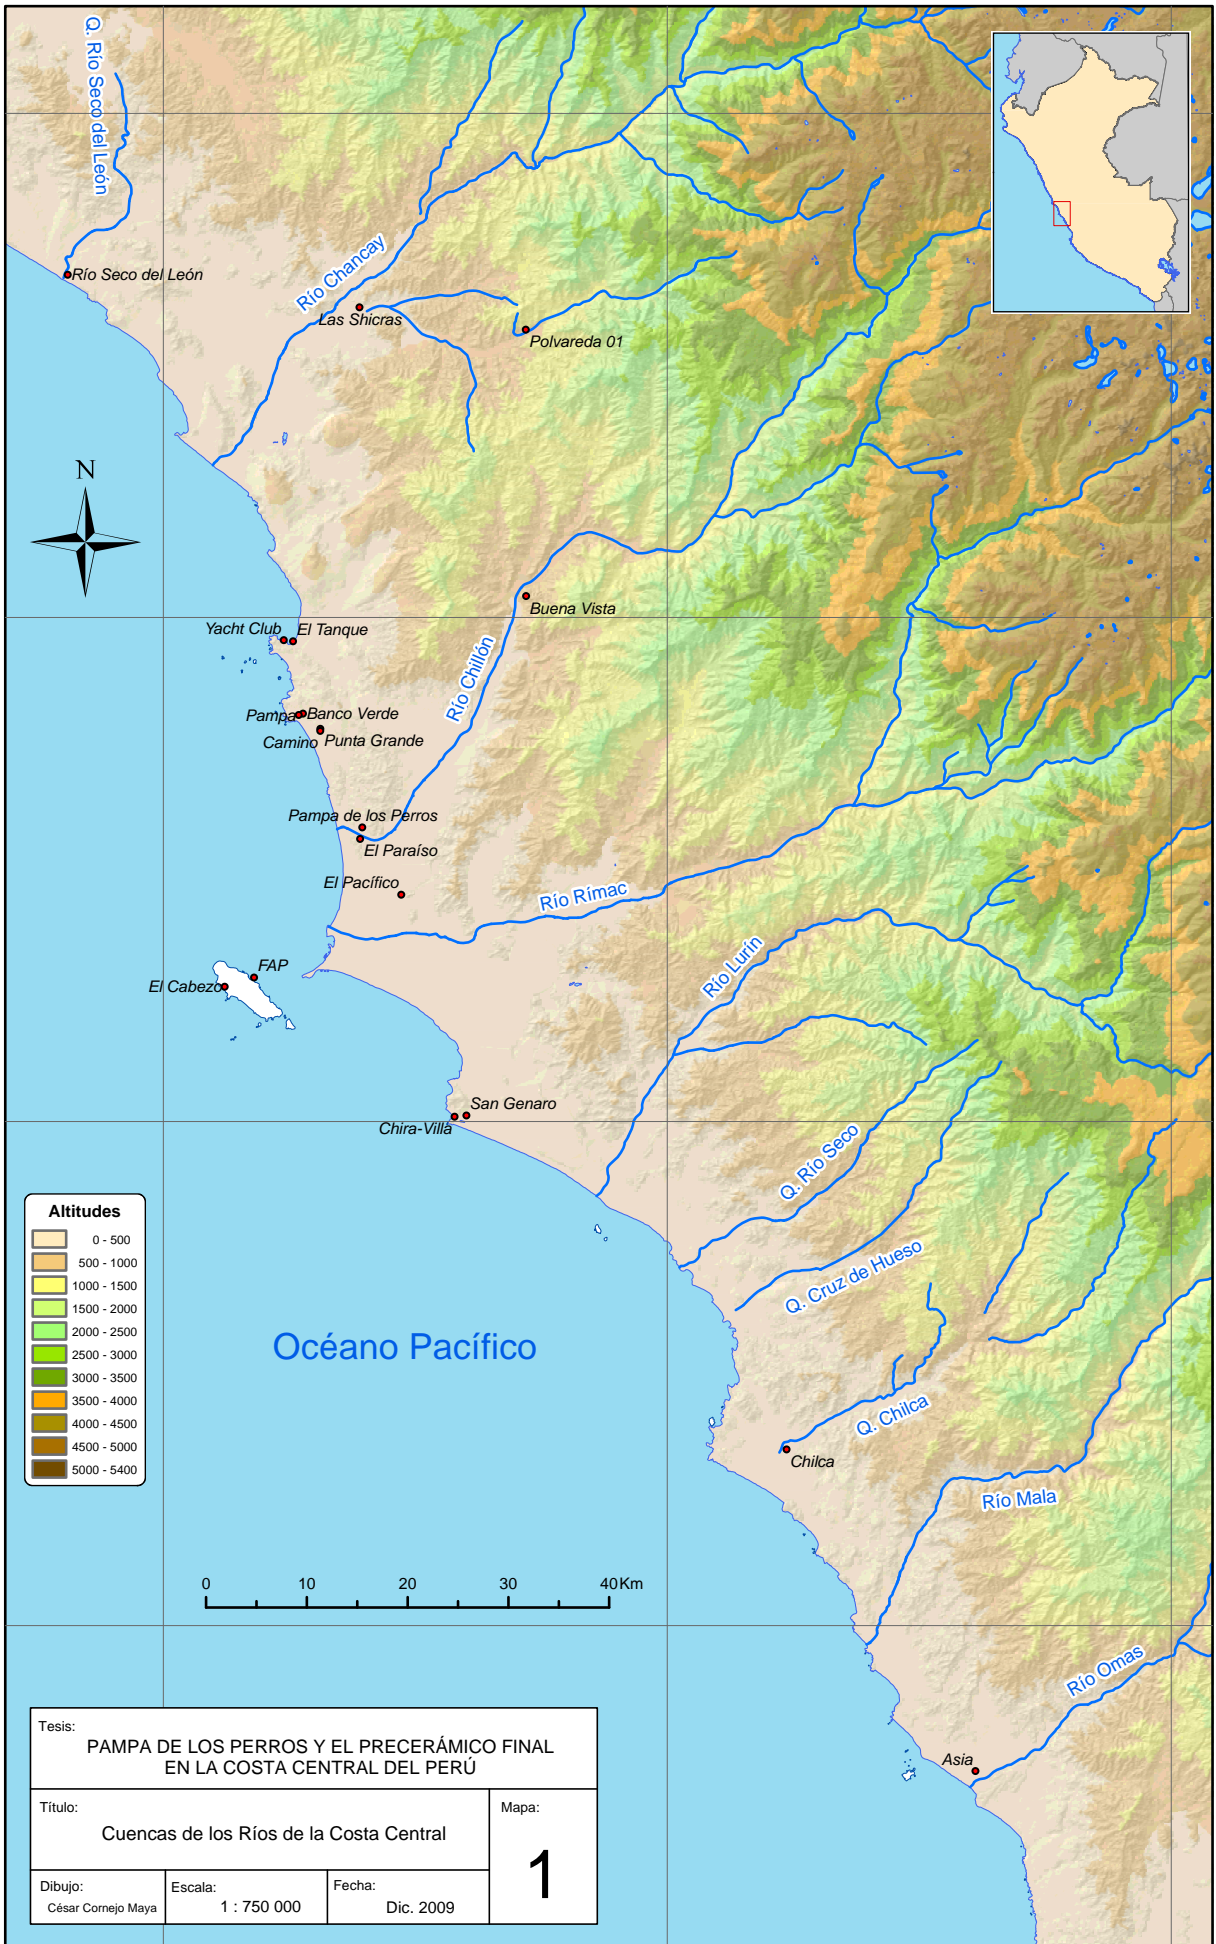 Q. Río Seco del León
Río Seco del León
Río Chancay
Las Shicras
Polvareda 01
N
Buena Vista
Yacht Club
El Tanque
Río Chillón
Pampa
Banco Verde
Camino
Punta Grande
Pampa de los Perros
El Paraíso
El Pacífico
Río Rímac
FAP
El Cabezo
Río Lurín
San Genaro
Chira-Villa
Q. Río Seco
Q. Cruz de Hueso
Altitudes
0 - 500
500 - 1000
1000 - 1500
1500 - 2000
2000 - 2500
2500 - 3000
3000 - 3500
3500 - 4000
4000 - 4500
4500 - 5000
5000 - 5400
Océano Pacífico
Q. Chilca
Chilca
Río Mala
0 10 20 30 40 Km
Río Omas
Asia
Tesis:
PAMPA DE LOS PERROS Y EL PRECERÁMICO FINAL
EN LA COSTA CENTRAL DEL PERÚ
Título:
Cuencas de los Ríos de la Costa Central
Mapa:
1
Dibujo:
César Cornejo Maya
Escala:
1 : 750 000
Fecha:
Dic. 2009